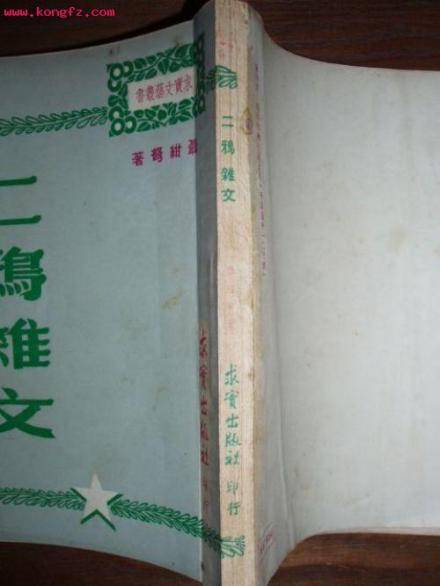 www.kongfz.com
求實文藝叢書
聶紺弩著
二鴉雜文
二鴉雜文
求實出版社
印行
求實出版社